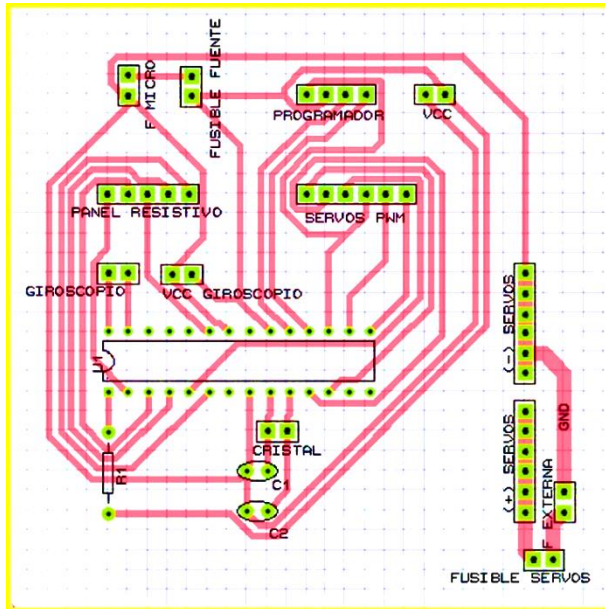 F MICRO
FUSIBLE FUENTE
PROGRAMADOR
VCC
PANEL RESISTIVO
SERVOS PWM
GIROSCOPIO
VCC GIROSCOPIO
(-) SERVOS
U1
GND
CRISTAL
(+) SERVOS
R1
C1
F EXTERNA
C2
FUSIBLE SERVOS